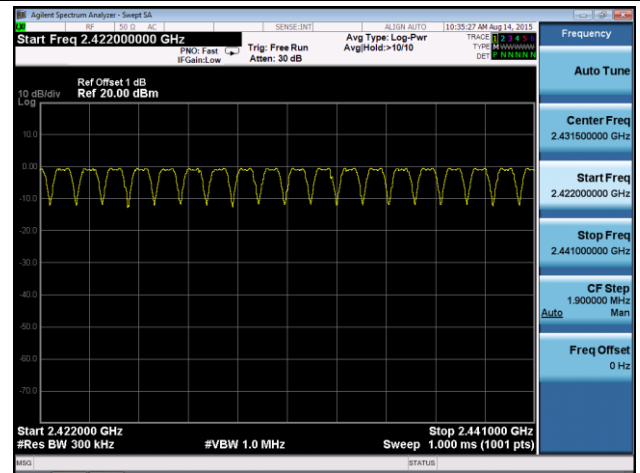 Agilent Spectrum Analyzer - Swept SA
RF 50 Ω AC SENSE:INT ALIGN AUTO 10:35:27 AM Aug 14, 2015
Start Freq 2.422000000 GHz
PNO: Fast
IFGain:Low
Trig: Free Run
Atten: 30 dB
Avg Type: Log-Pwr
Avg|Hold:>10/10
TRACE 1 2 3 4 5 6
TYPE M WWWWW
DET P N N N N N
Frequency
Ref Offset 1 dB
10 dB/div Ref 20.00 dBm
Log
10.0
0.00
-10.0
-20.0
-30.0
-40.0
-50.0
-60.0
-70.0
Start 2.422000 GHz Stop 2.441000 GHz
#Res BW 300 kHz #VBW 1.0 MHz Sweep 1.000 ms (1001 pts)
MSG STATUS
Auto Tune
Center Freq
2.431500000 GHz
Start Freq
2.422000000 GHz
Stop Freq
2.441000000 GHz
CF Step
1.900000 MHz
Auto Man
Freq Offset
0 Hz